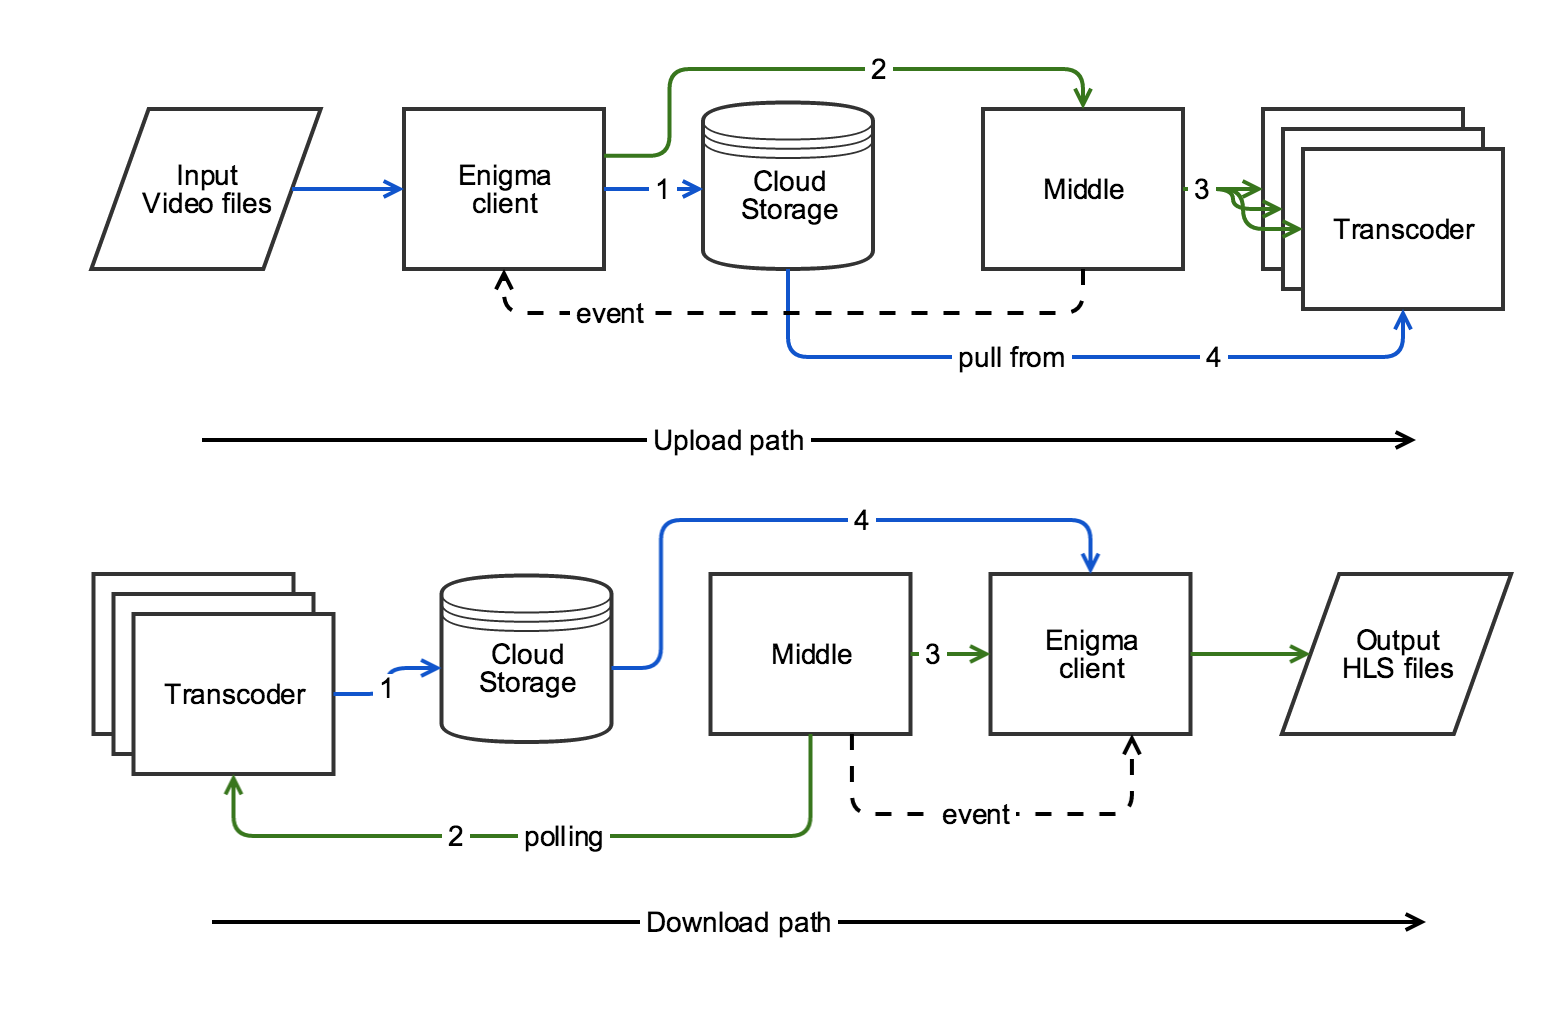 2
Input
Video files
Enigma
client
1
Cloud
Storage
Middle
3
Transcoder
event
pull from
4
Upload path
4
Transcoder
1
Cloud
Storage
Middle
3
Enigma
client
Output
HLS files
event
2
polling
Download path